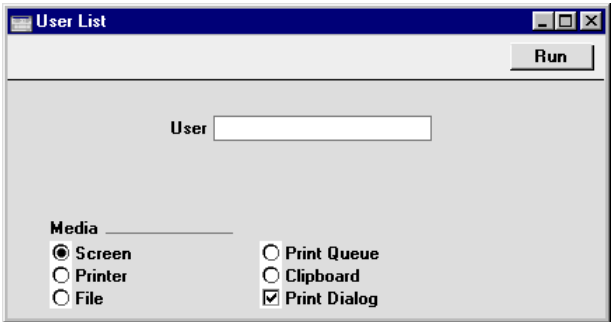 User List
Run
User
Media
Screen
Print Queue
Printer
Clipboard
File
Print Dialog